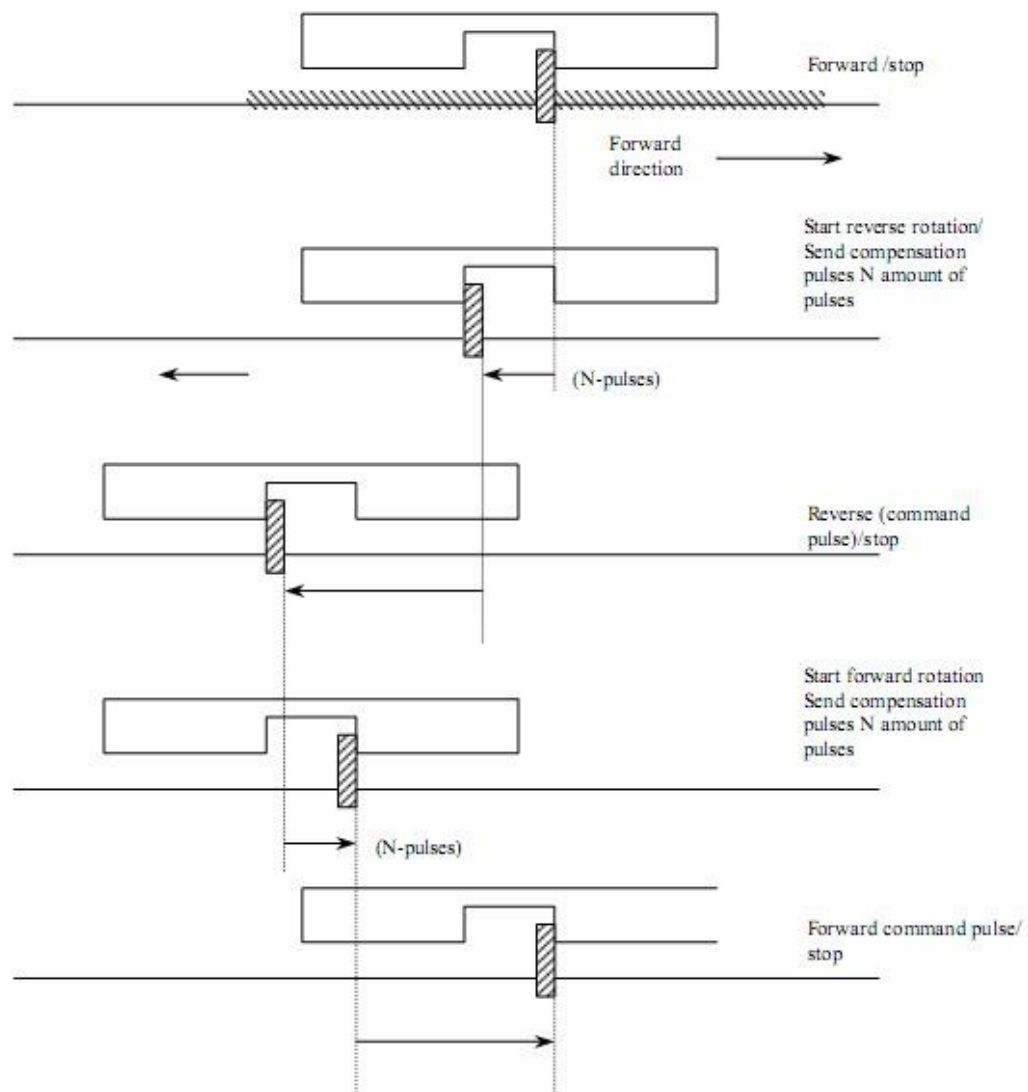 Forward /stop
Forward
direction
Start reverse rotation/
Send compensation
pulses N amount of
pulses
(N-pulses)
Reverse (command
pulse)/stop
Start forward rotation
Send compensation
pulses N amount of
pulses
(N-pulses)
Forward command pulse/
stop